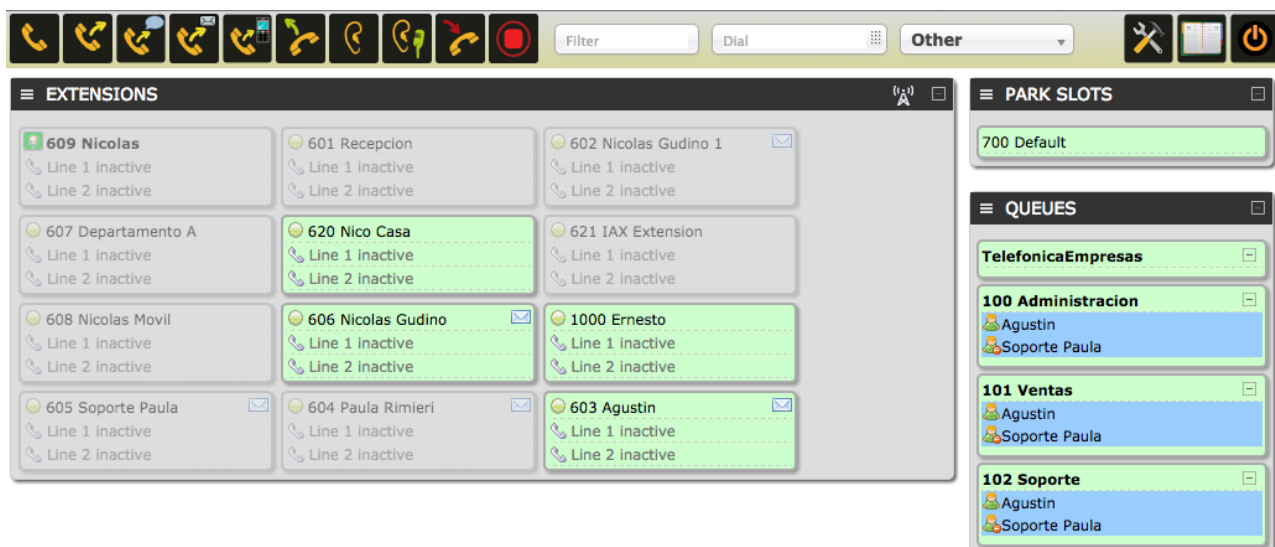 Filter
Dial
Other
EXTENSIONS
609 Nicolas
Line 1 inactive
Line 2 inactive
601 Recepcion
Line 1 inactive
Line 2 inactive
602 Nicolas Gudino 1
Line 1 inactive
Line 2 inactive
607 Departamento A
Line 1 inactive
Line 2 inactive
620 Nico Casa
Line 1 inactive
Line 2 inactive
621 IAX Extension
Line 1 inactive
Line 2 inactive
608 Nicolas Movil
Line 1 inactive
Line 2 inactive
606 Nicolas Gudino
Line 1 inactive
Line 2 inactive
1000 Ernesto
Line 1 inactive
Line 2 inactive
605 Soporte Paula
Line 1 inactive
Line 2 inactive
604 Paula Rimieri
Line 1 inactive
Line 2 inactive
603 Agustin
Line 1 inactive
Line 2 inactive
PARK SLOTS
700 Default
QUEUES
TelefonicaEmpresas
100 Administracion
Agustin
Soporte Paula
101 Ventas
Agustin
Soporte Paula
102 Soporte
Agustin
Soporte Paula